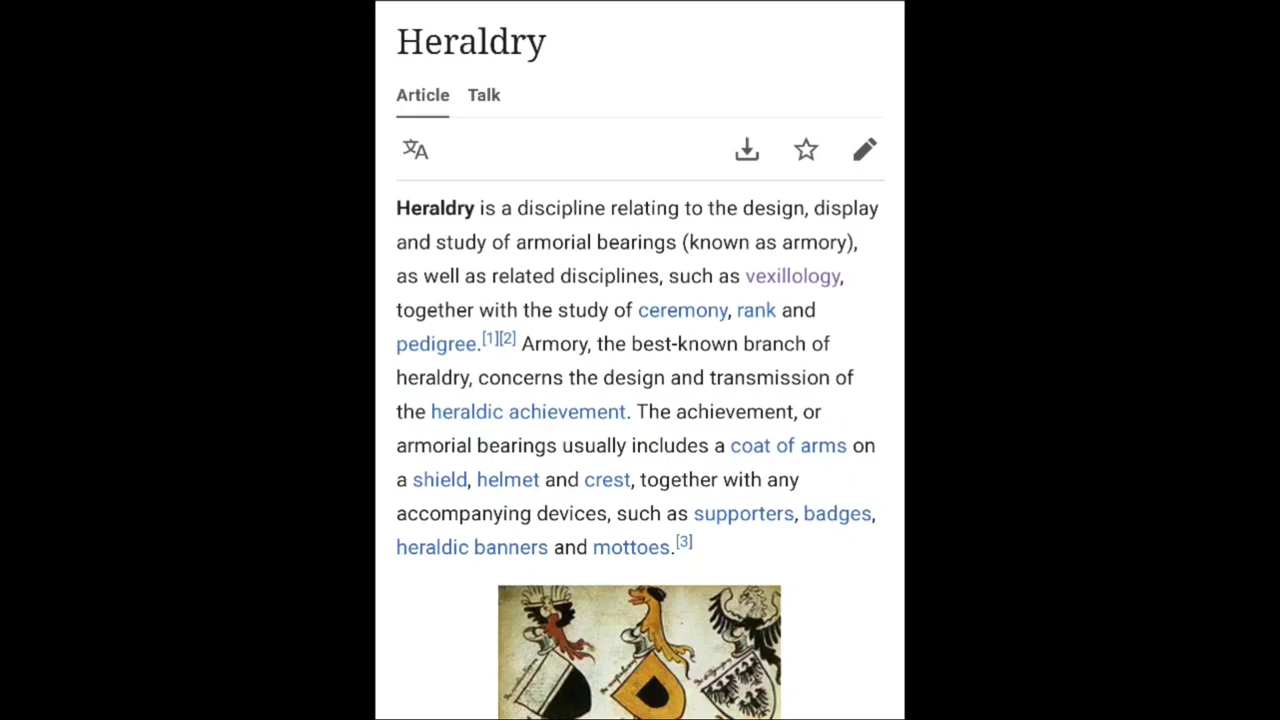 Heraldry
Article Talk
Heraldry is a discipline relating to the design, display
and study of armorial bearings (known as armory),
as well as related disciplines, such as vexillology,
together with the study of ceremony, rank and
pedigree.[1][2] Armory, the best-known branch of
heraldry, concerns the design and transmission of
the heraldic achievement. The achievement, or
armorial bearings usually includes a coat of arms on
a shield, helmet and crest, together with any
accompanying devices, such as supporters, badges,
heraldic banners and mottoes.[3]